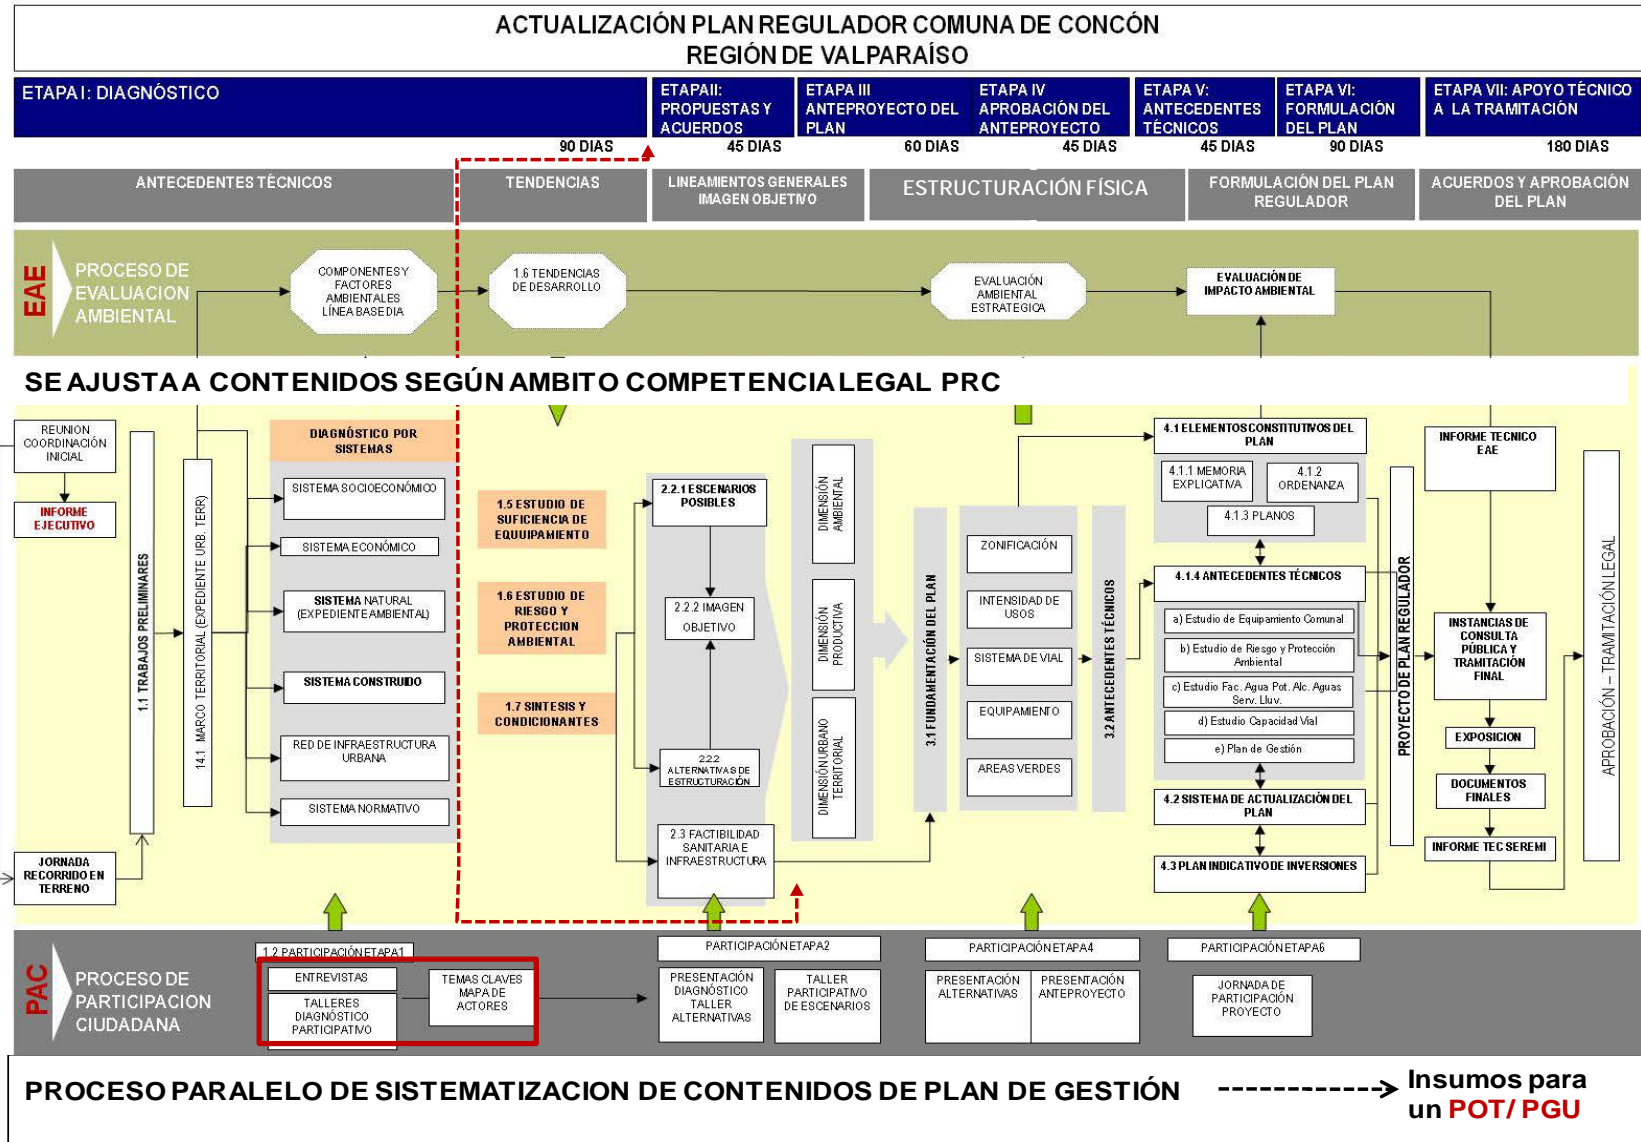 ACTUALIZACIÓN PLAN REGULADOR COMUNA DE CONCÓN
REGIÓN DE VALPARAÍSO
ETAPA I: DIAGNÓSTICO
90 DIAS
ETAPAII:
PROPUESTAS Y
ACUERDOS
45 DIAS
ETAPA III
ANTEPROYECTO DEL
PLAN
60 DIAS
ETAPA IV
APROBACIÓN DEL
ANTEPROYECTO
45 DIAS
ETAPA V:
ANTECEDENTES
TÉCNICOS
45 DIAS
ETAPA VI:
FORMULACIÓN
DEL PLAN
90 DIAS
ETAPA VII: APOYO TÉCNICO
A LA TRAMITACIÓN
180 DIAS
ANTECEDENTES TÉCNICOS
TENDENCIAS
LINEAMIENTOS GENERALES
IMAGEN OBJETIVO
ESTRUCTURACIÓN FÍSICA
FORMULACIÓN DEL PLAN
REGULADOR
ACUERDOS Y APROBACIÓN
DEL PLAN
EAE
PROCESO DE
EVALUACION
AMBIENTAL
COMPONENTES Y
FACTORES
AMBIENTALES
LÍNEA BASE DIA
1.6 TENDENCIAS
DE DESARROLLO
EVALUACIÓN
AMBIENTAL
ESTRATEGICA
EVALUACIÓN DE
IMPACTO AMBIENTAL
SE AJUSTA A CONTENIDOS SEGÚN AMBITO COMPETENCIA LEGAL PRC
REUNION
COORDINACIÓN
INICIAL
INFORME
EJECUTIVO
JORNADA
RECORRIDO EN
TERRENO
1.1 TRABAJOS PRELIMINARES
14.1 MARCO TERRITORIAL (EXPEDIENTE URB. TERR)
DIAGNÓSTICO POR
SISTEMAS
SISTEMA SOCIOECONÓMICO
SISTEMA ECONÓMICO
SISTEMA NATURAL
(EXPEDIENTE AMBIENTAL)
SISTEMA CONSTRUIDO
RED DE INFRAESTRUCTURA
URBANA
SISTEMA NORMATIVO
1.5 ESTUDIO DE
SUFICIENCIA DE
EQUUIPAMIENTO
1.6 ESTUDIO DE
RIESGO Y
PROTECCION
AMBIENTAL
1.7 SINTESIS Y
CONDICIONANTES
2.2.1 ESCENARIOS
POSIBLES
2.2.2 IMAGEN
OBJETIVO
2.2.2
ALTERNATIVAS DE
ESTRUCTURACIÓN
2.3 FACTIBILIDAD
SANITARIA E
INFRAESTRUCTURA
DIMENSIÓN
AMBIENTAL
DIMENSIÓN
PRODUCTIVA
DIMENSIÓN URBANO
TERRITORIAL
3.1 FUNDAMENTACIÓN DEL PLAN
ZONIFICACIÓN
INTENSIDAD DE
USOS
SISTEMA DE VIAL
EQUIPAMIENTO
AREAS VERDES
3.2 ANTECEDENTES TÉCNICOS
4.1 ELEMENTOS CONSTITUTIVOS DEL
PLAN
4.1.1 MEMORIA
EXPLICATIVA
4.1.2
ORDENANZA
4.1.3 PLANOS
4.1.4 ANTECEDENTES TÉCNICOS
a) Estudio de Equipamiento Comunal
b) Estudio de Riesgo y Protección
Ambiental
c) Estudio Fac. Agua Pot. Alc. Aguas
Serv. Lluv.
d) Estudio Capacidad Vial
e) Plan de Gestión
4.2 SISTEMA DE ACTUALIZACIÓN DEL
PLAN
4.3 PLAN INDICATIVO DE INVERSIONES
PROYECTO DE PLAN REGULADOR
INFORME TECNICO
EAE
INSTANCIAS DE
CONSULTA
PÚBLICA Y
TRAMITACIÓN
FINAL
EXPOSICION
DOCUMENTOS
FINALES
INFORME TEC SEREMI
APROBACIÓN – TRAMITACIÓN LEGAL
PAC
PROCESO DE
PARTICIPACION
CIUDADANA
1.2 PARTICIPACIÓN ETAPA 1
ENTREVISTAS
TALLERES
DIAGNÓSTICO
PARTICIPATIVO
TEMAS CLAVES
MAPA DE
ACTORES
PARTICIPACIÓN ETAPA 2
PRESENTACIÓN
DIAGNÓSTICO
TALLER
ALTERNATIVAS
TALLER
PARTICIPATIVO
DE ESCENARIOS
PARTICIPACIÓN ETAPA 4
PRESENTACIÓN
ALTERNATIVAS
PRESENTACIÓN
ANTEPROYECTO
PARTICIPACIÓN ETAPA 6
JORNADA DE
PARTICIPACIÓN
PROYECTO
PROCESO PARALELO DE SISTEMATIZACION DE CONTENIDOS DE PLAN DE GESTIÓN
Insumos para
un POT/ PGU